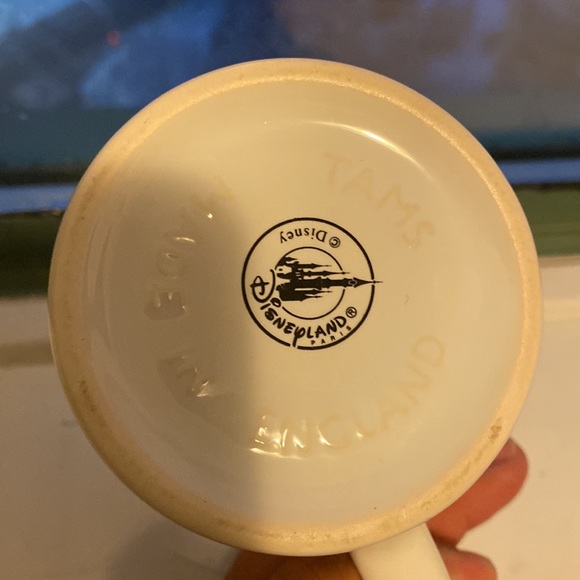 TAMS
MADE IN ENGLAND
© Disney
DISNEYLAND®
PARIS